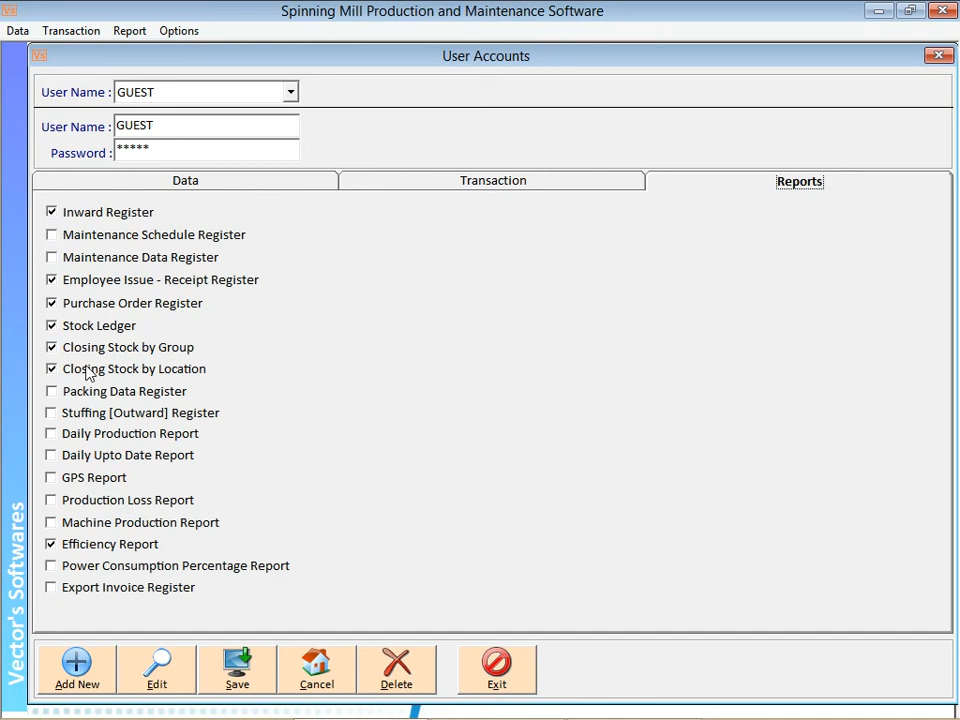 Vs
Spinning Mill Production and Maintenance Software
Data Transaction Report Options
Vs
User Accounts
User Name : GUEST
User Name : GUEST
Password : *****
Data Transaction Reports
Inward Register
Maintenance Schedule Register
Maintenance Data Register
Employee Issue - Receipt Register
Purchase Order Register
Stock Ledger
Closing Stock by Group
Closing Stock by Location
Packing Data Register
Stuffing [Outward] Register
Daily Production Report
Daily Upto Date Report
GPS Report
Production Loss Report
Machine Production Report
Efficiency Report
Power Consumption Percentage Report
Export Invoice Register
Add New Edit Save Cancel Delete Exit
Vector's Softwares